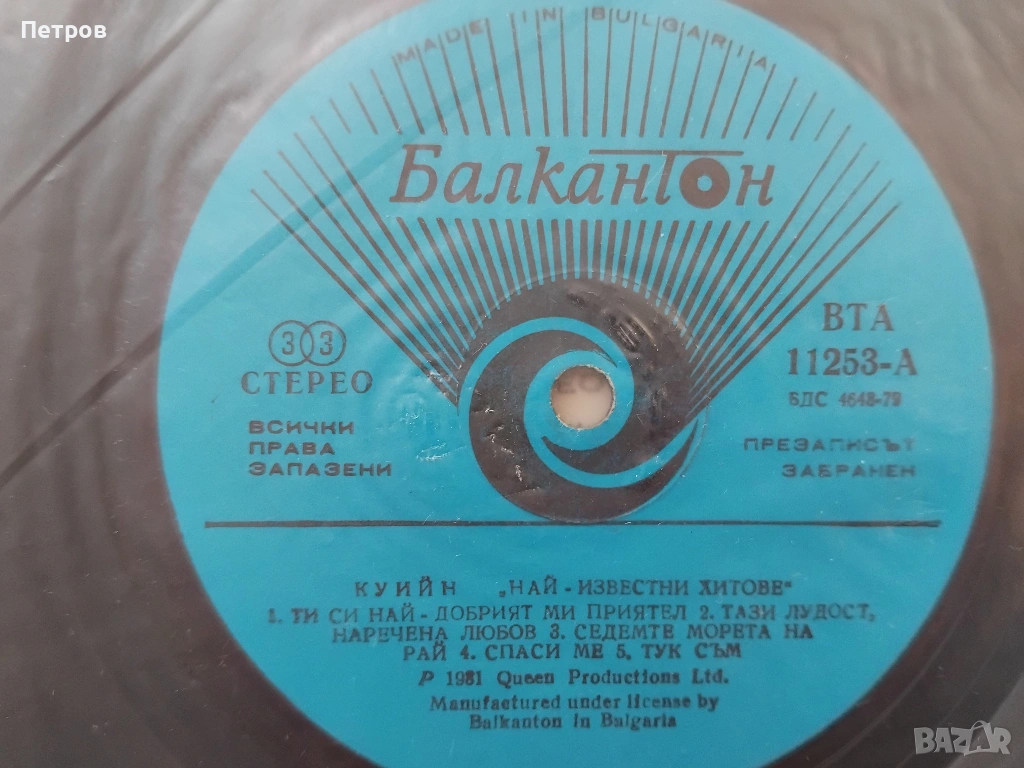 Петров
MADE IN BULGARIA
Балкантон
33
СТЕРЕО
ВСИЧКИ
ПРАВА
ЗАПАЗЕНИ
ВТА
11253-А
БДС 4648-79
ПРЕЗАПИСЪТ
ЗАБРАНЕН
КУИЙН „НАЙ-ИЗВЕСТНИ ХИТОВЕ"
1. ТИ СИ НАЙ-ДОБРИЯТ МИ ПРИЯТЕЛ 2. ТАЗИ ЛУДОСТ,
НАРЕЧЕНА ЛЮБОВ 3. СЕДЕМТЕ МОРЕТА НА
РАЙ 4. СПАСИ МЕ 5. ТУК СЪМ
P 1981 Queen Productions Ltd.
Manufactured under license by
Balkanton in Bulgaria
BAZAR